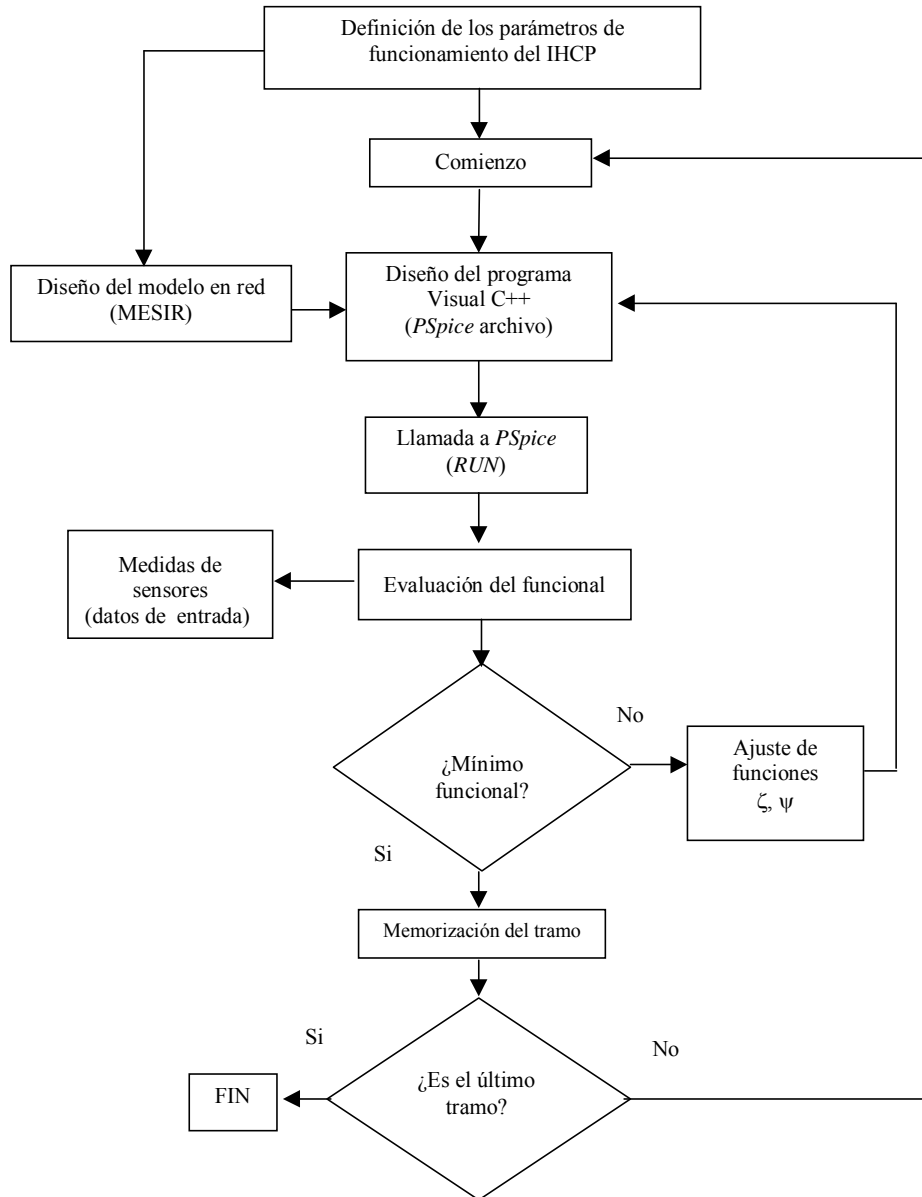 Definición de los parámetros de
funcionamiento del IHCP
Comienzo
Diseño del modelo en red
(MESIR)
Diseño del programa
Visual C++
(PSpice archivo)
Llamada a PSpice
(RUN)
Medidas de
sensores
(datos de entrada)
Evaluación del funcional
No
¿Mínimo
funcional?
Ajuste de
funciones
ζ, ψ
Si
Memorización del tramo
Si
No
¿Es el último
tramo?
FIN